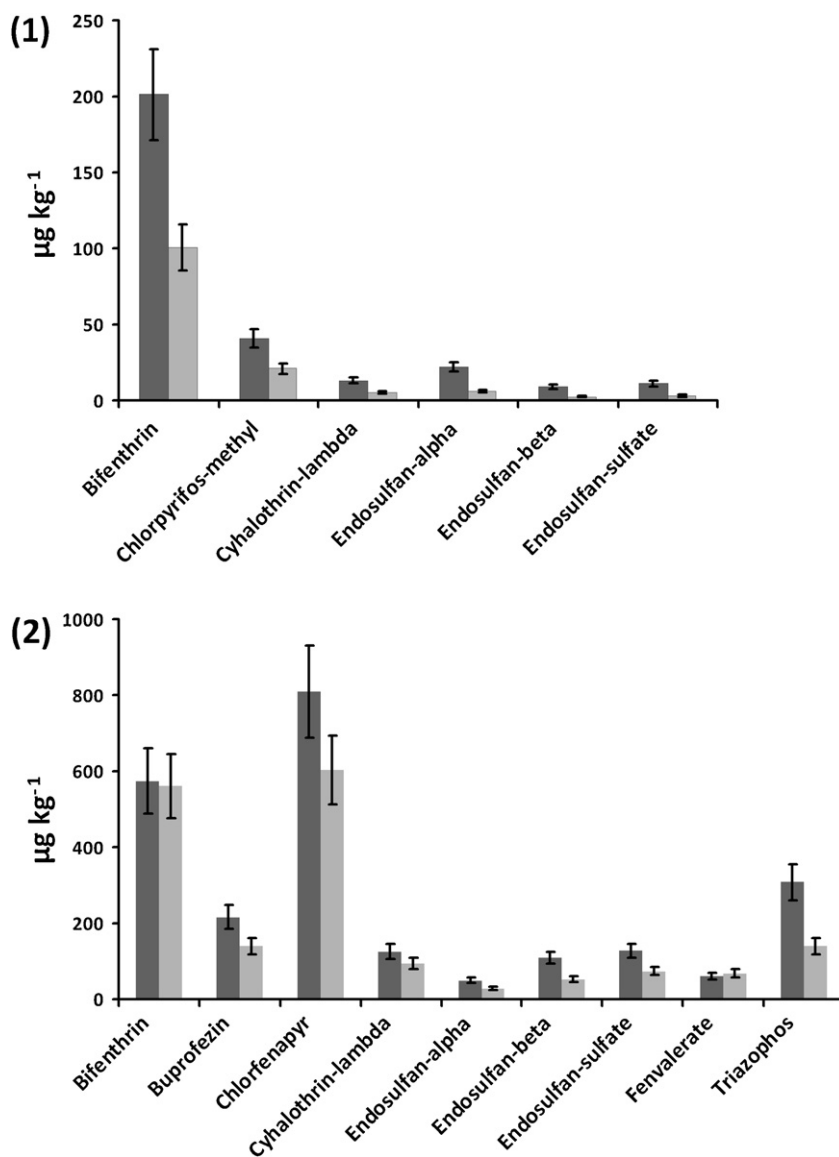 (1)
250
200
150
100
50
0
µg kg⁻¹
Bifenthrin
Chlorpyrifos-methyl
Cyhalothrin-lambda
Endosulfan-alpha
Endosulfan-beta
Endosulfan-sulfate
(2)
1000
800
600
400
200
0
µg kg⁻¹
Bifenthrin
Buprofezin
Chlorfenapyr
Cyhalothrin-lambda
Endosulfan-alpha
Endosulfan-beta
Endosulfan-sulfate
Fenvalerate
Triazophos